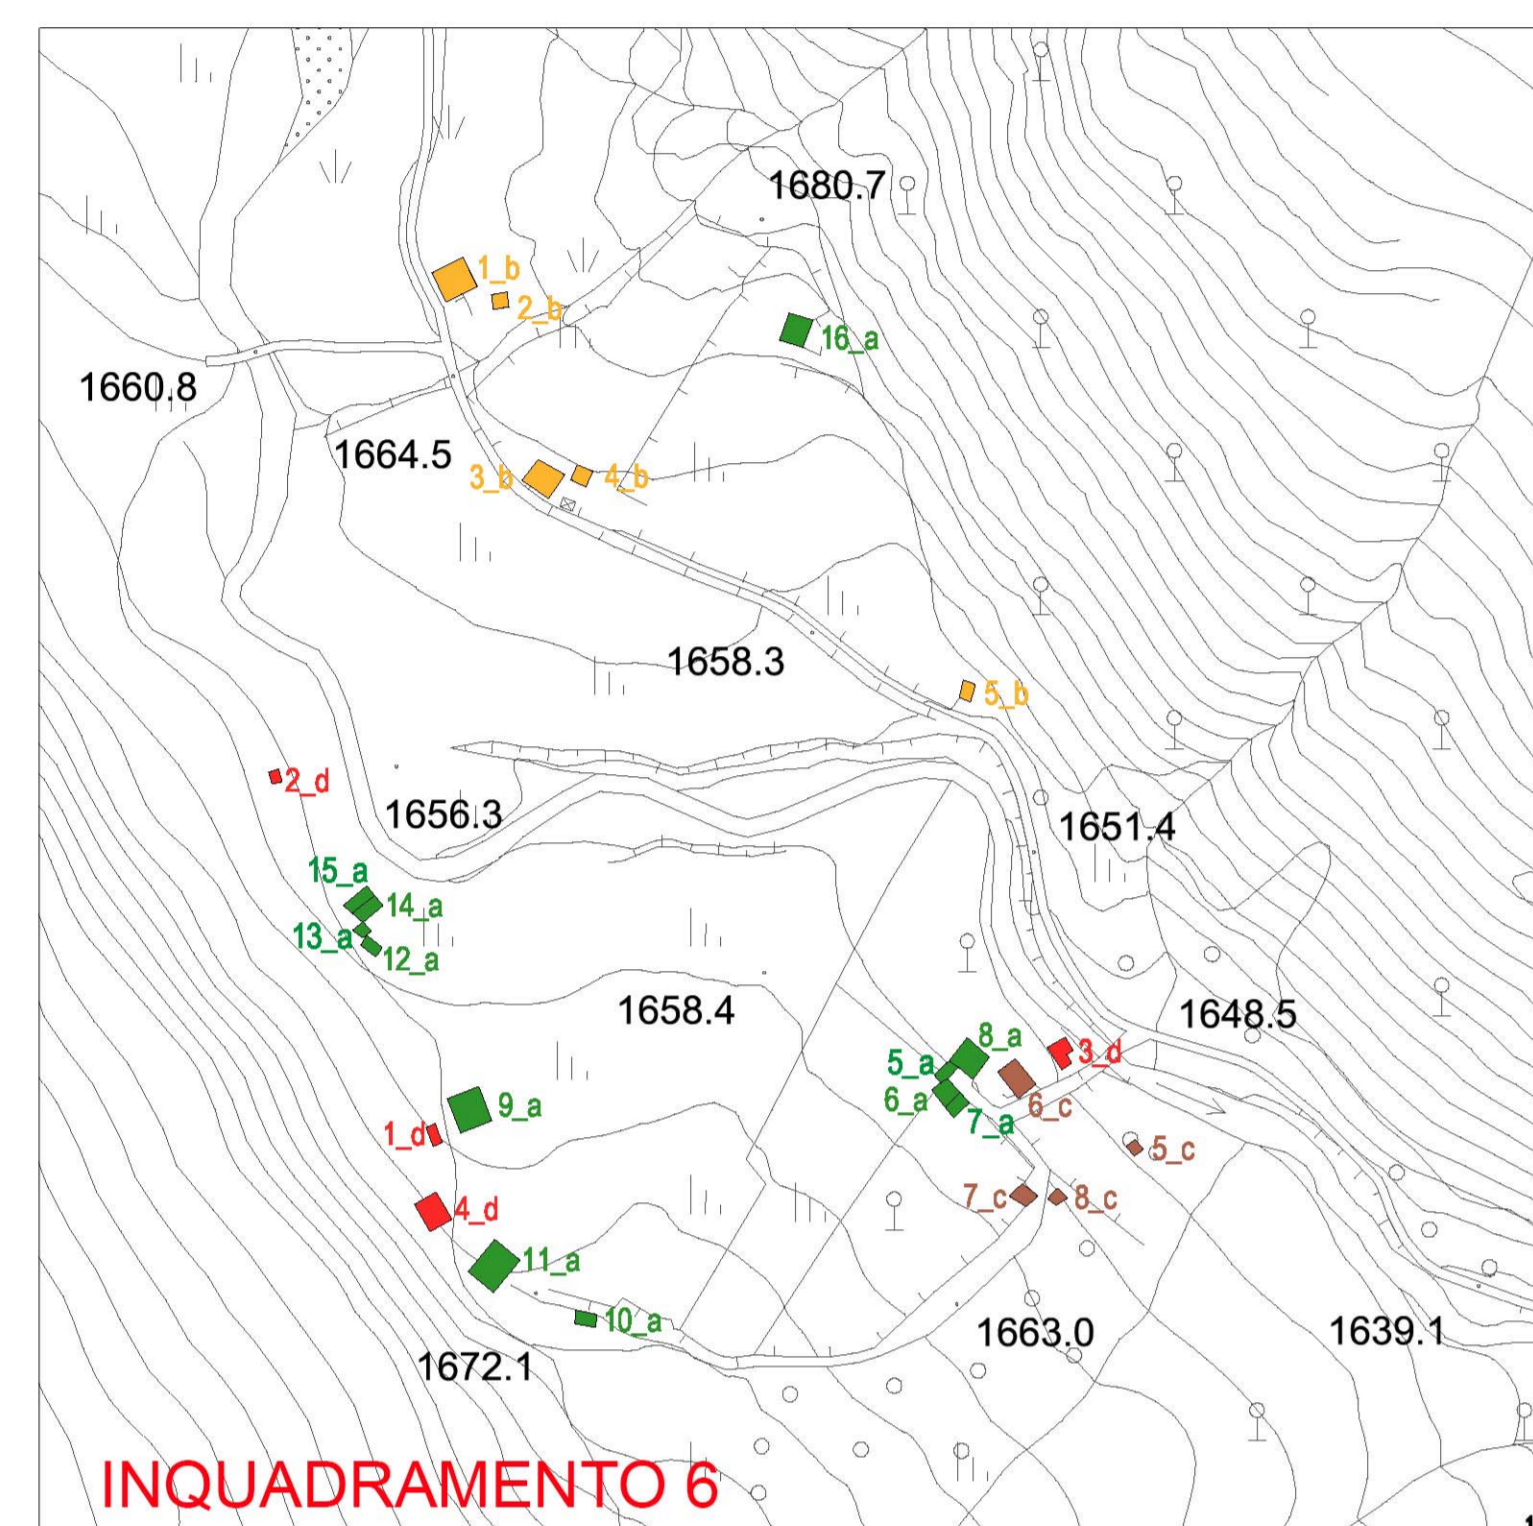 1680.7
1_b
2_b
16_a
1660.8
1664.5
3_b
4_b
1658.3
5_b
2_d
1656.3
1651.4
15_a
14_a
13_a
12_a
1658.4
1648.5
8_a
3_d
5_a
6_a
6_c
7_a
9_a
1_d
5_c
7_c
8_c
4_d
11_a
10_a
1663.0
1639.1
1672.1
INQUADRAMENTO 6